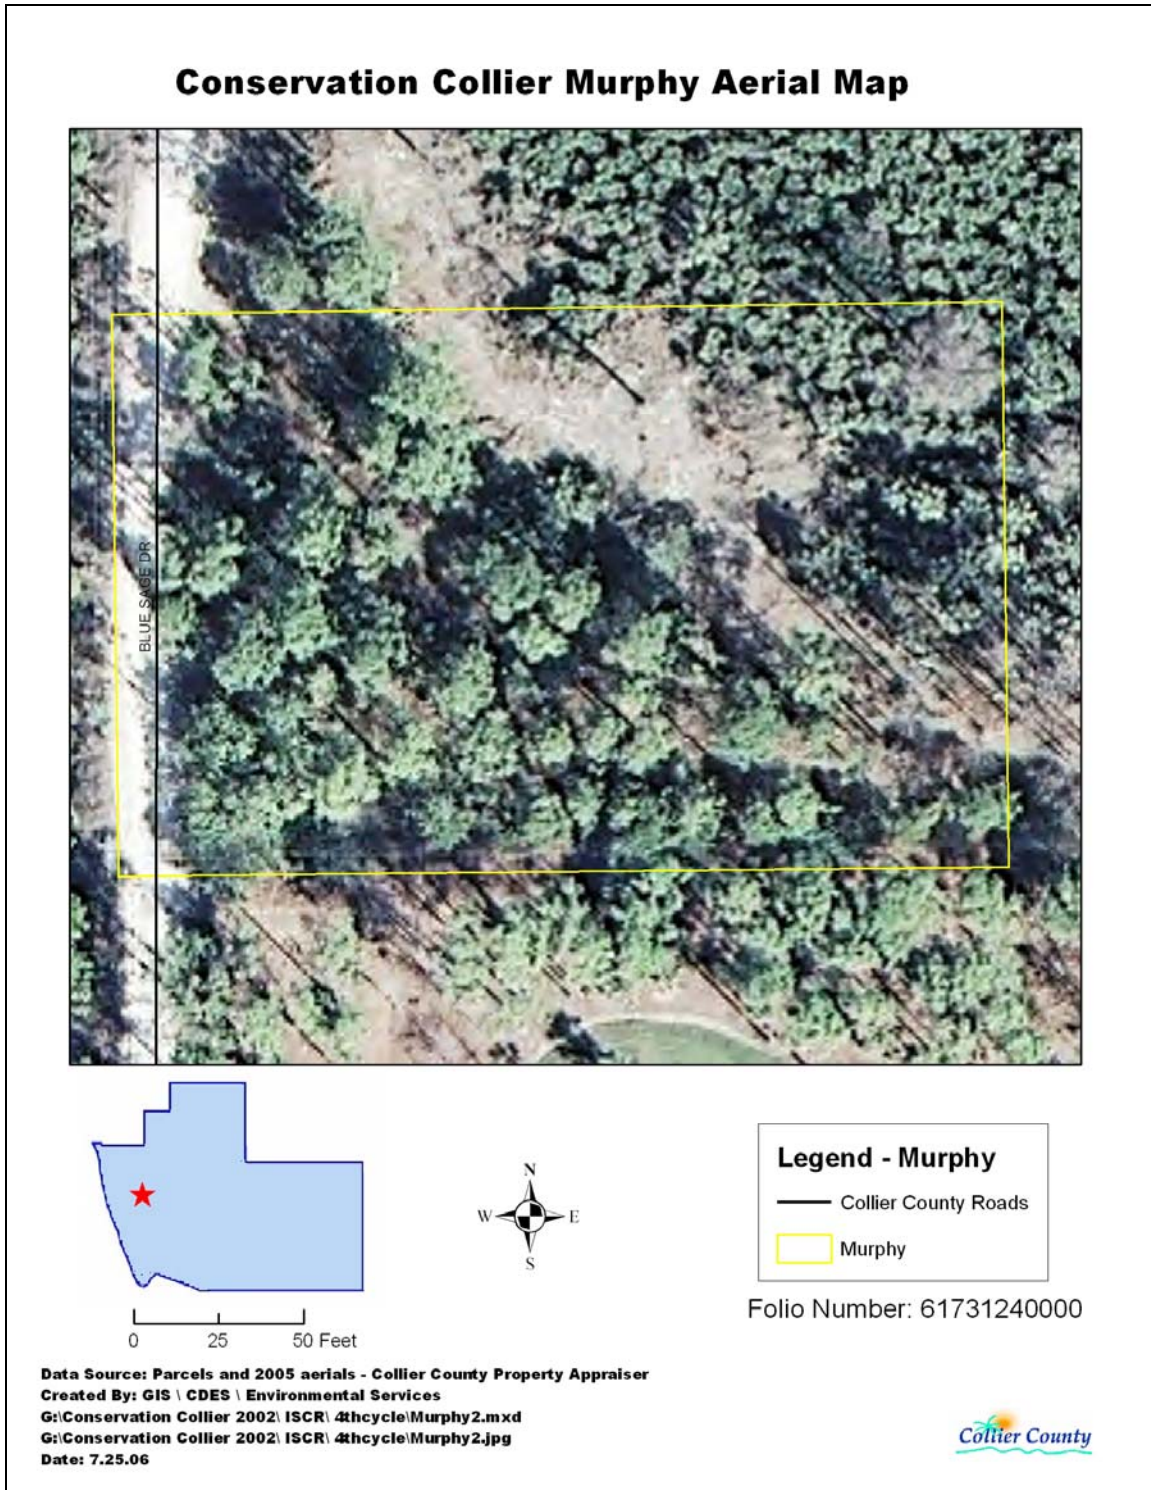 Conservation Collier Murphy Aerial Map
BLUE SAGE DR
N
W E
S
Legend - Murphy
Collier County Roads
Murphy
Folio Number: 61731240000
0 25 50 Feet
Data Source: Parcels and 2005 aerials - Collier County Property Appraiser
Created By: GIS \ CDES \ Environmental Services
G:\Conservation Collier 2002\ ISCR\ 4thcycle\Murphy2.mxd
G:\Conservation Collier 2002\ ISCR\ 4thcycle\Murphy2.jpg
Date: 7.25.06
Collier County